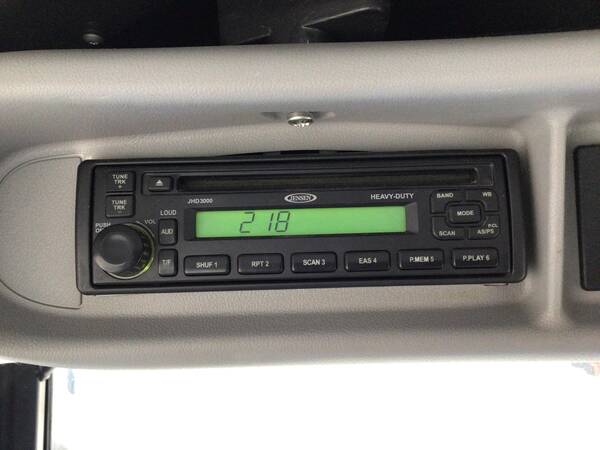 TUNE
TRK
+
TUNE
TRK
-
JHD3000
JENSEN
HEAVY-DUTY
BAND
WB
MODE
SCAN
P.CL
AS/PS
LOUD
VOL
AUD
T/F
218
SHUF 1
RPT 2
SCAN 3
EAS 4
P.MEM 5
P.PLAY 6
PUSH